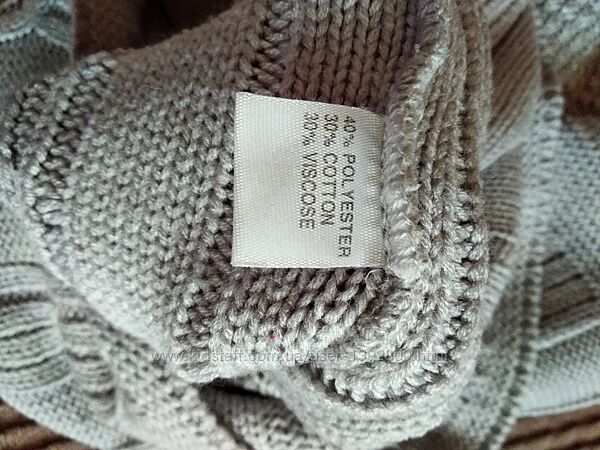 40% POLYESTER
30% COTTON
30% VISCOSE